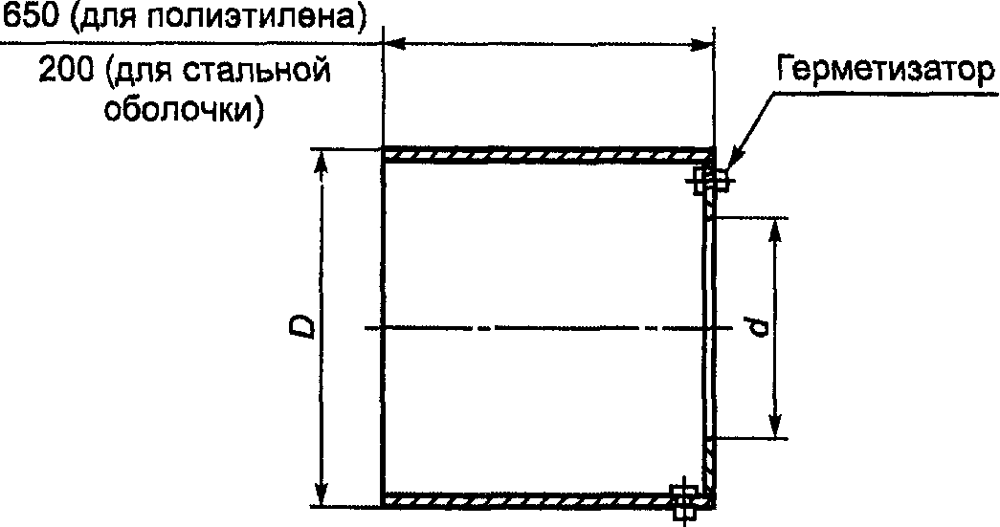 650 (для полиэтилена)
200 (для стальной
оболочки)
Герметизатор
D
d